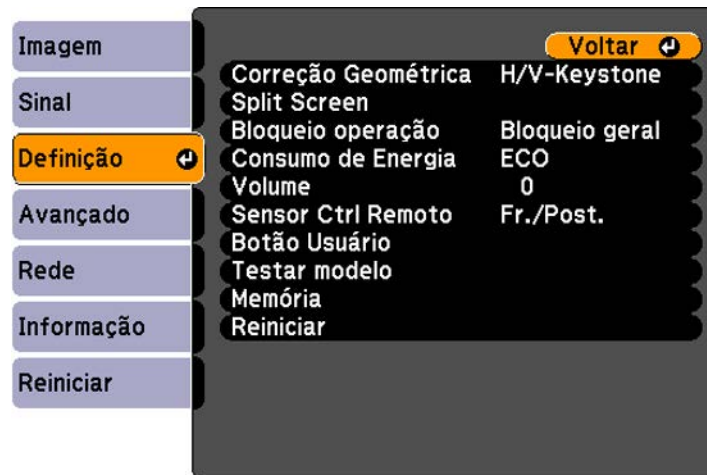 Imagem
Sinal
Definição
Avançado
Rede
Informação
Reiniciar
Voltar
Correção Geométrica H/V-Keystone
Split Screen
Bloqueio operação Bloqueio geral
Consumo de Energia ECO
Volume 0
Sensor Ctrl Remoto Fr./Post.
Botão Usuário
Testar modelo
Memória
Reiniciar